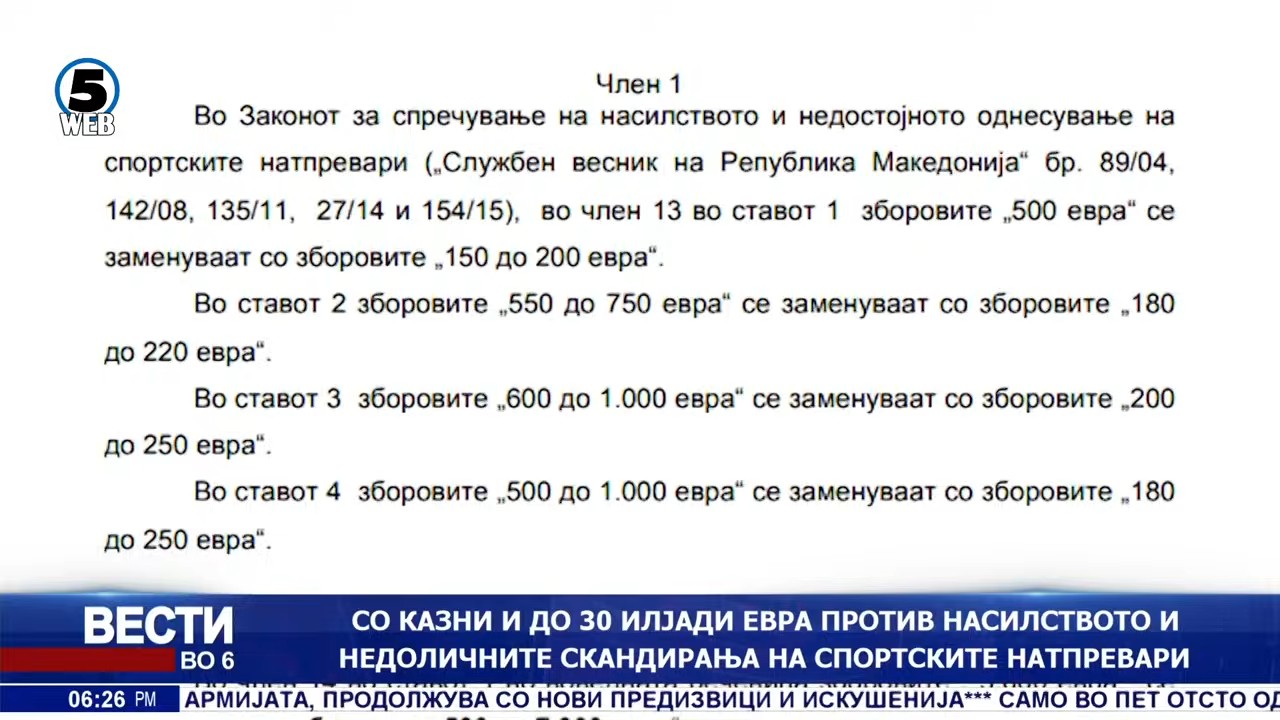 5
WEB
Член 1
Во Законот за спречување на насилството и недостојното однесување на
спортските натпревари („Службен весник на Република Македонија“ бр. 89/04,
142/08, 135/11, 27/14 и 154/15), во член 13 во ставот 1 зборовите „500 евра“ се
заменуваат со зборовите „150 до 200 евра“.
Во ставот 2 зборовите „550 до 750 евра“ се заменуваат со зборовите „180
до 220 евра“.
Во ставот 3 зборовите „600 до 1.000 евра“ се заменуваат со зборовите „200
до 250 евра“.
Во ставот 4 зборовите „500 до 1.000 евра“ се заменуваат со зборовите „180
до 250 евра“.
ВЕСТИ
ВО 6
СО КАЗНИ И ДО 30 ИЛЈАДИ ЕВРА ПРОТИВ НАСИЛСТВОТО И
НЕДОЛИЧНИТЕ СКАНДИРАЊА НА СПОРТСКИТЕ НАТПРЕВАРИ
06:26 PM
АРМИЈАТА, ПРОДОЛЖУВА СО НОВИ ПРЕДИЗВИЦИ И ИСКУШЕНИЈА*** САМО ВО ПЕТ ОТСТО ОД